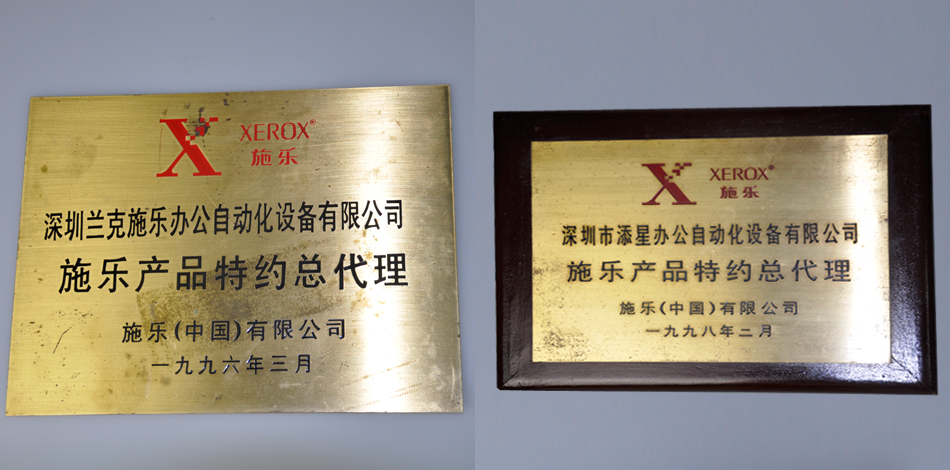 XEROX®
施乐
深圳兰克施乐办公自动化设备有限公司
施乐产品特约总代理
施乐(中国)有限公司
一九九六年三月
XEROX®
施乐
深圳市添星办公自动化设备有限公司
施乐产品特约总代理
施乐(中国)有限公司
一九九八年二月